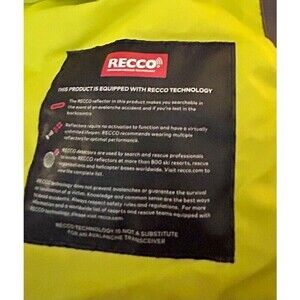 RECCO
THIS PRODUCT IS EQUIPPED WITH RECCO TECHNOLOGY
The RECCO reflector in this product makes you searchable in
the event of an avalanche accident and if you're lost in the
backcountry
Reflectors require no activation to function and have a virtually
unlimited lifespan. RECCO recommends wearing multiple
reflectors for optimal performance.
RECCO detectors are used by search and rescue professionals
to locate RECCO reflectors at more than 800 ski resorts, rescue
organizations and helicopter bases worldwide. Visit recco.com to
view the complete list.
RECCO technology does not prevent avalanches or guarantee the survival
or localization of a victim. Knowledge and common sense are the best ways
to avoid accidents. Always respect safety rules and regulations. For more
information and a worldwide list of resorts and rescue teams equipped with
RECCO technology please visit recco.com.
RECCO TECHNOLOGY IS NOT A SUBSTITUTE
FOR AN AVALANCHE TRANSCEIVER